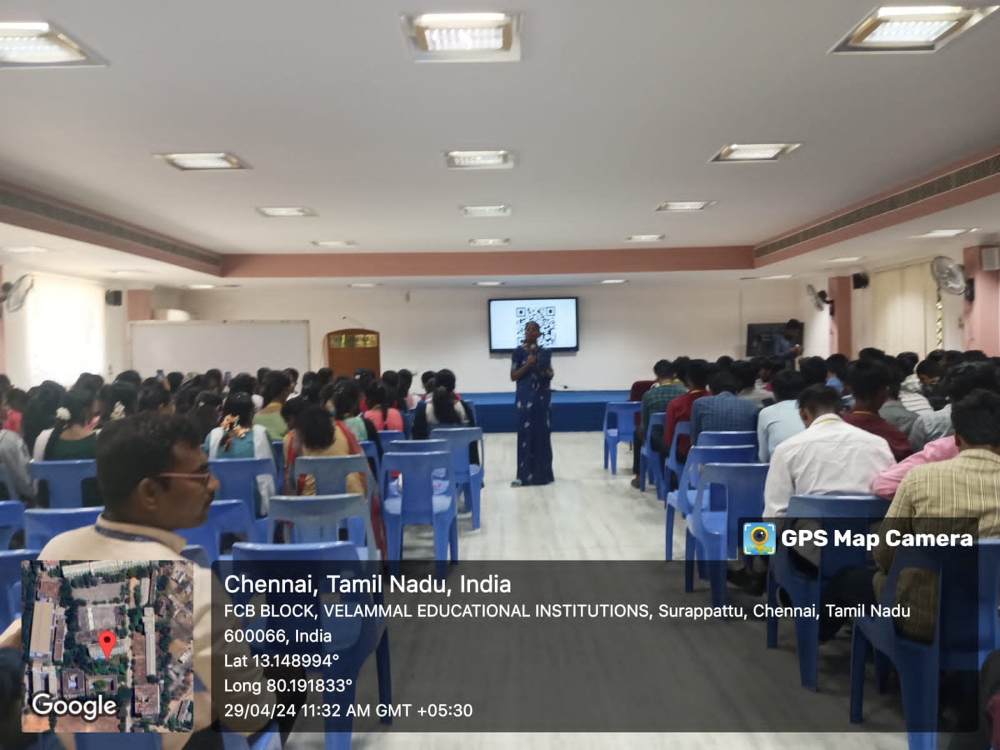 GPS Map Camera
Chennai, Tamil Nadu, India
FCB BLOCK, VELAMMAL EDUCATIONAL INSTITUTIONS, Surappattu, Chennai, Tamil Nadu
600066, India
Lat 13.148994°
Long 80.191833°
29/04/24 11:32 AM GMT +05:30
Google